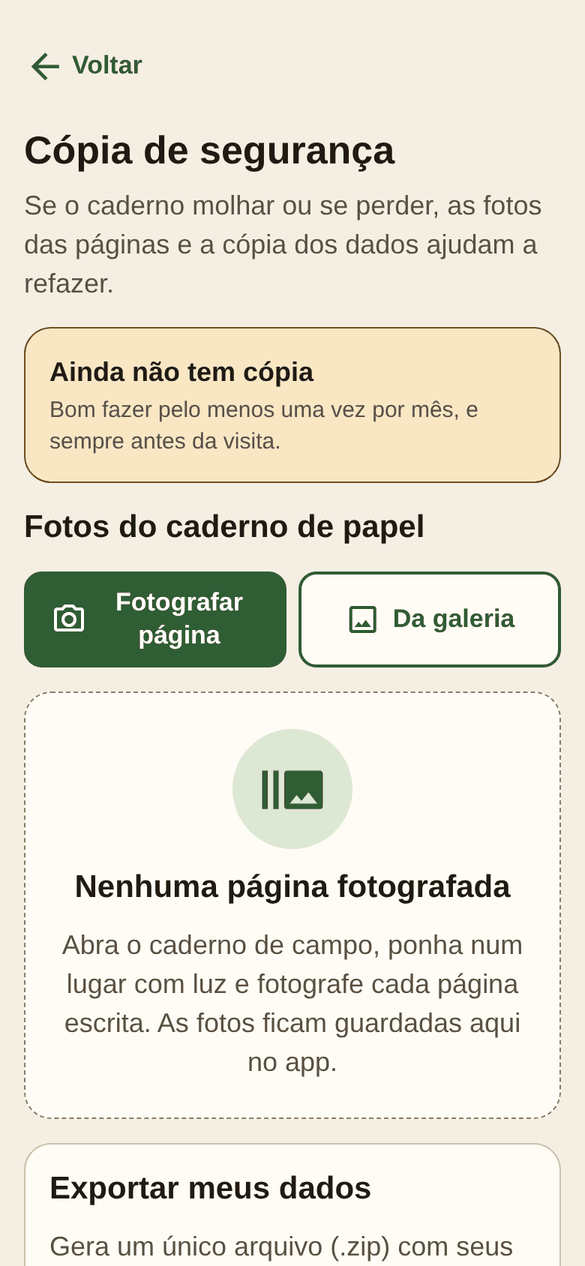 Voltar
Cópia de segurança
Se o caderno molhar ou se perder, as fotos
das páginas e a cópia dos dados ajudam a
refazer.
Ainda não tem cópia
Bom fazer pelo menos uma vez por mês, e
sempre antes da visita.
Fotos do caderno de papel
Fotografar
página
Da galeria
Nenhuma página fotografada
Abra o caderno de campo, ponha num
lugar com luz e fotografe cada página
escrita. As fotos ficam guardadas aqui
no app.
Exportar meus dados
Gera um único arquivo (.zip) com seus